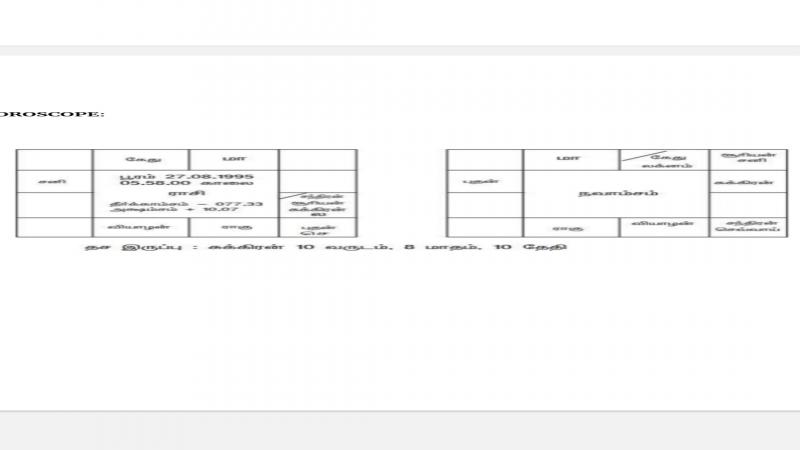 OROSCOPE:
கேது
மா
சனி
பூரம் 27.08.1995
05.58.00 காலை
ராசி
தீர்க்காம்சம் - 077.33
அக்ஷம்சம் + 10.07
சந்திரன்
சூரியன்
சுக்கிரன்
ல
வியாழன்
ராகு
புதன்
செ
மா
கேது
லக்னம்
சூரியன்
சனி
புதன்
நவாம்சம்
சுக்கிரன்
ராகு
வியாழன்
சந்திரன்
செவ்வாய்
தச இருப்பு : சுக்கிரன் 10 வருடம், 8 மாதம், 10 தேதி